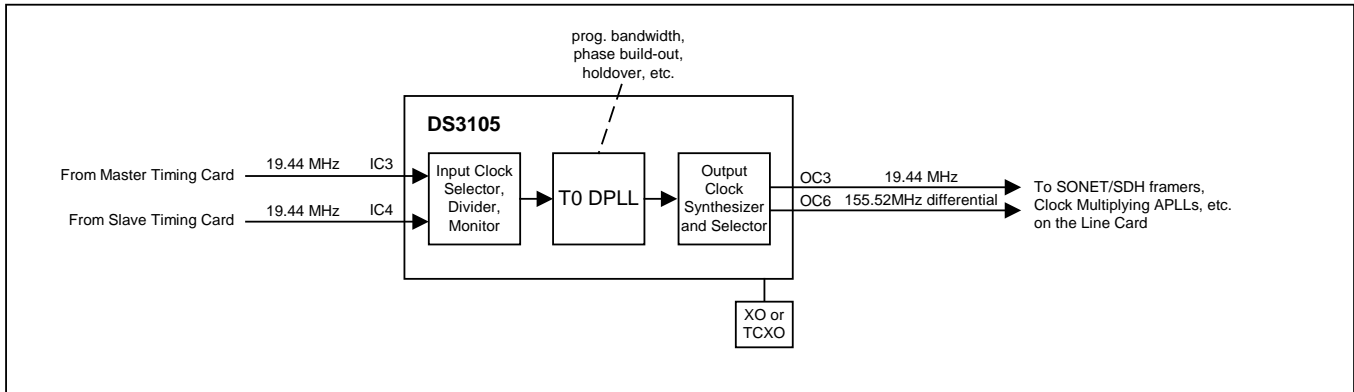 prog. bandwidth,
phase build-out,
holdover, etc.
DS3105
From Master Timing Card
19.44 MHz
IC3
From Slave Timing Card
19.44 MHz
IC4
Input Clock
Selector,
Divider,
Monitor
T0 DPLL
Output
Clock
Synthesizer
and Selector
OC3
19.44 MHz
OC6
155.52MHz differential
To SONET/SDH framers,
Clock Multiplying APLLs, etc.
on the Line Card
XO or
TCXO